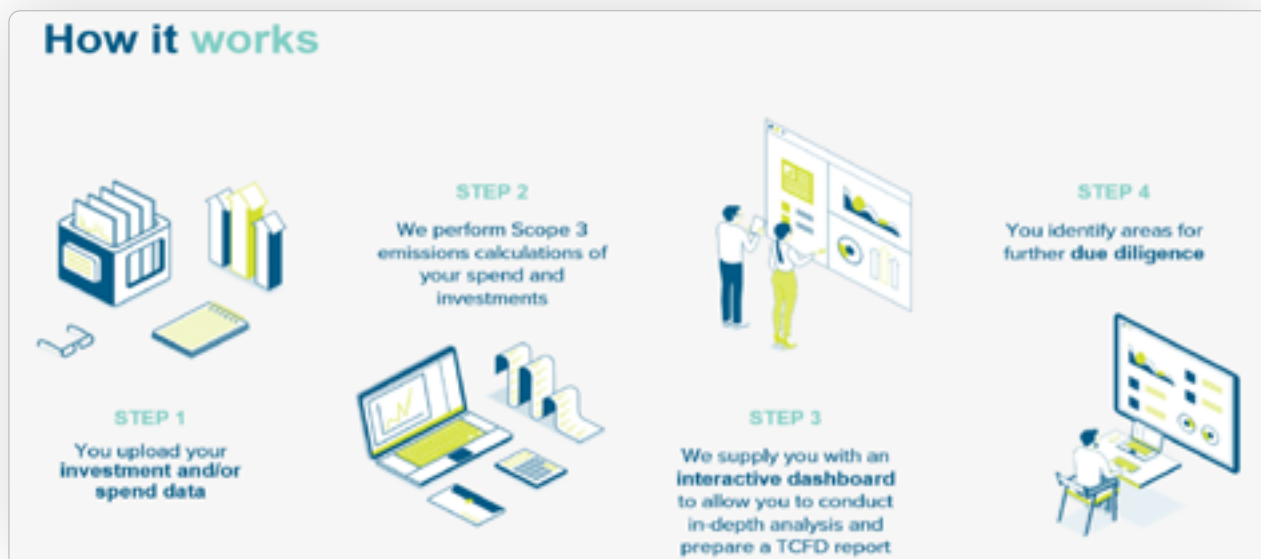 How it works
STEP 1
You upload your
investment and/or
spend data
STEP 2
We perform Scope 3
emissions calculations of
your spend and
investments
STEP 3
We supply you with an
interactive dashboard
to allow you to conduct
in-depth analysis and
prepare a TCFD report
STEP 4
You identify areas for
further due diligence